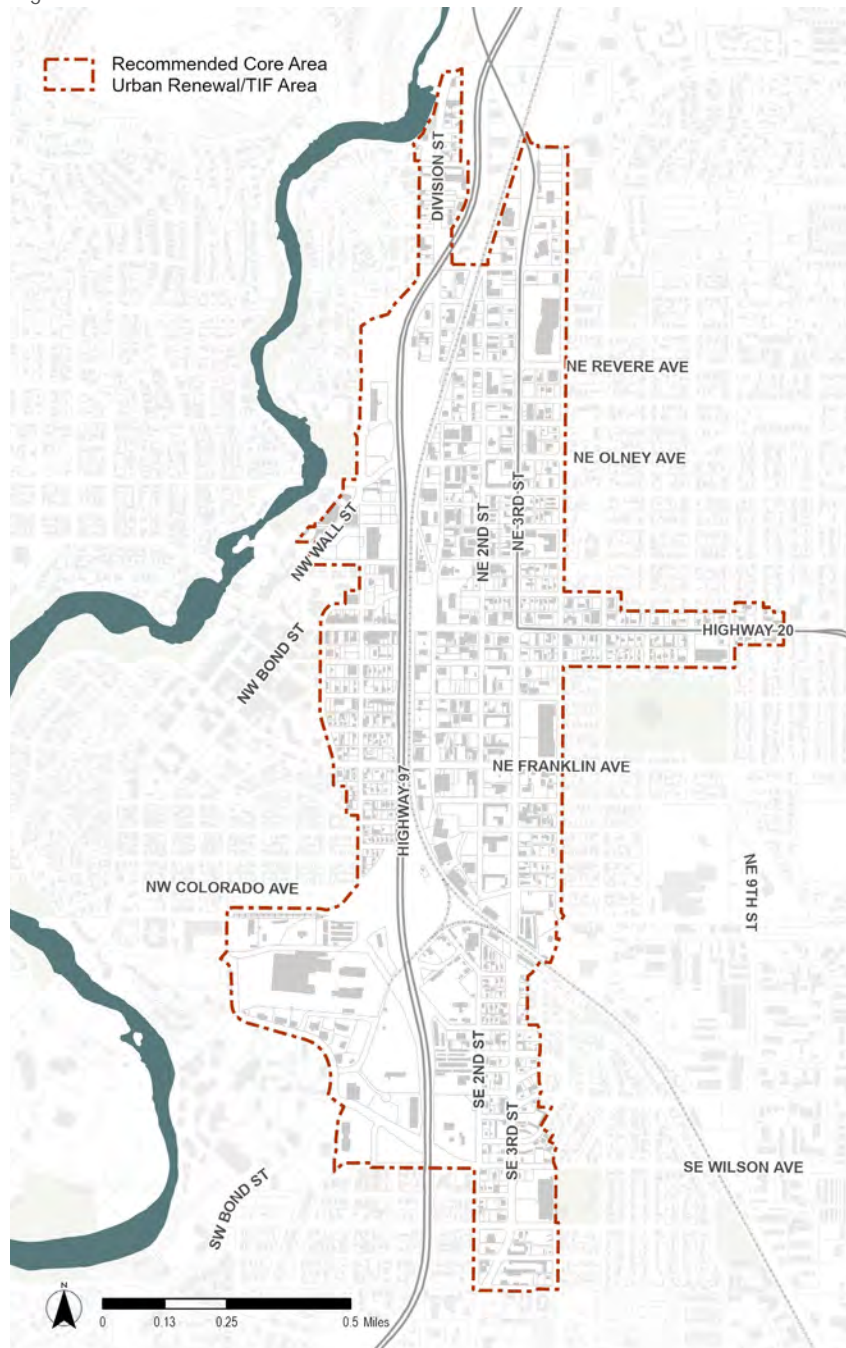 Recommended Core Area
Urban Renewal/TIF Area
DIVISION ST
NE REVERE AVE
NE OLNEY AVE
NE 3RD ST
NE 2ND ST
NW WALL ST
HIGHWAY 20
NW BOND ST
NE FRANKLIN AVE
HIGHWAY 97
NW COLORADO AVE
NE 9TH ST
SE 2ND ST
SE 3RD ST
SE WILSON AVE
SW BOND ST
N
0 0.13 0.25 0.5 Miles